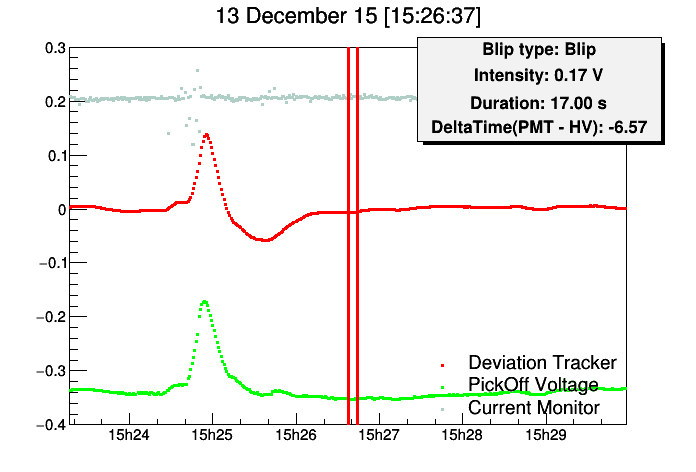 13 December 15 [15:26:37]
Blip type: Blip
Intensity: 0.17 V
Duration: 17.00 s
DeltaTime(PMT - HV): -6.57
0.3
0.2
0.1
0
−0.1
−0.2
−0.3
−0.4
Deviation Tracker
PickOff Voltage
Current Monitor
15h24 15h25 15h26 15h27 15h28 15h29